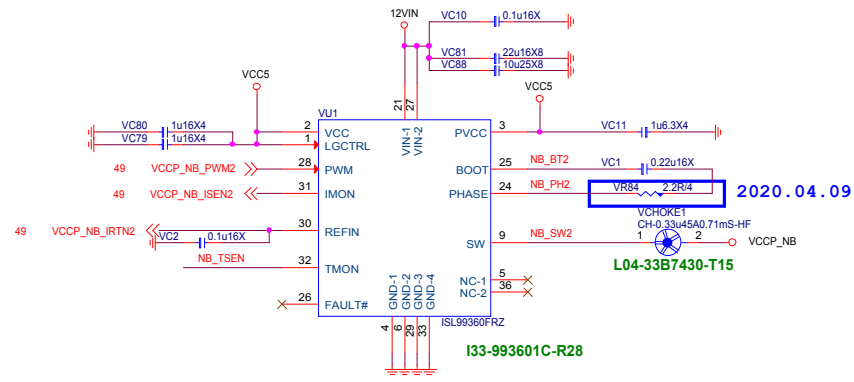 12VIN
VC10 0.1u16X
VC81 22u16X8
VC88 10u25X8
VCC5
VCC5
21
27
VU1
VC80 1u16X4
VC79 1u16X4
2 VCC
1 LGCTRL
VIN-1
VIN-2
PVCC 3
VC11 1u6.3X4
49 VCCP_NB_PWM2 28 PWM
BOOT 25 NB_BT2 VC1 0.22u16X
49 VCCP_NB_ISEN2 31 IMON
PHASE 24 NB_PH2 VR84 2.2R/4 2020.04.09
49 VCCP_NB_IRTN2 30 REFIN
VC2 0.1u16X
VCHOKE1
CH-0.33u45A0.71mS-HF
SW 9 NB_SW2 1 2 VCCP_NB
L04-33B7430-T15
NB_TSEN 32 TMON
NC-1 5
NC-2 36
26 FAULT#
GND-1
GND-2
GND-3
GND-4
4
6
29
33
ISL99360FRZ
I33-993601C-R28